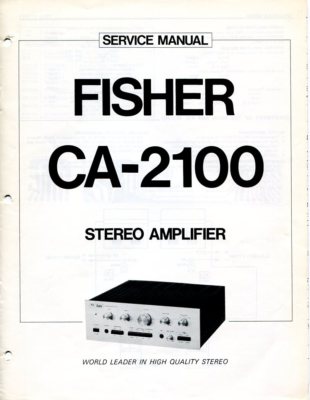 SERVICE MANUAL
FISHER
CA-2100
STEREO AMPLIFIER
WORLD LEADER IN HIGH QUALITY STEREO